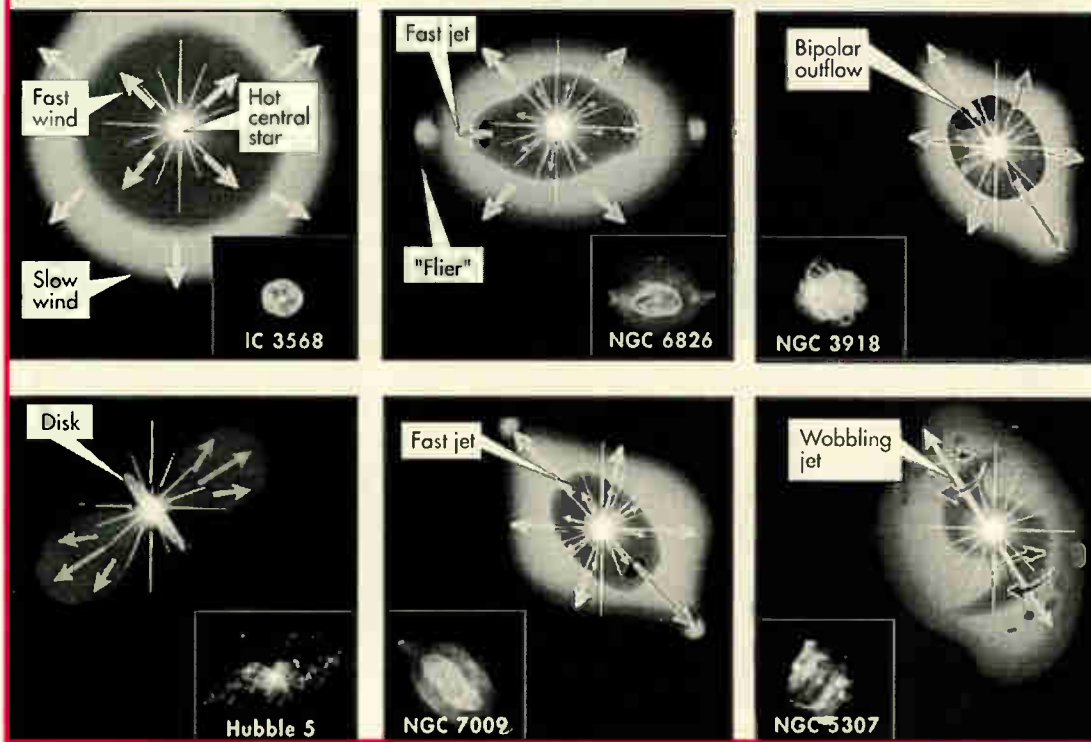 Fast
wind
Hot
central
star
Slow
wind
IC 3568
Fast jet
"Flier"
NGC 6826
Bipolar
outflow
NGC 3918
Disk
Hubble 5
Fast jet
NGC 7009
Wobbling
jet
NGC 5307